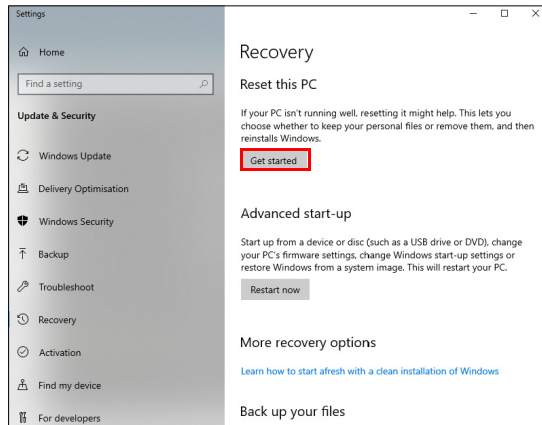 Settings
Home
Find a setting
Update & Security
Windows Update
Delivery Optimisation
Windows Security
Backup
Troubleshoot
Recovery
Activation
Find my device
For developers
Recovery
Reset this PC
If your PC isn't running well, resetting it might help. This lets you
choose whether to keep your personal files or remove them, and then
reinstalls Windows.
Get started
Advanced start-up
Start up from a device or disc (such as a USB drive or DVD), change
your PC's firmware settings, change Windows start-up settings or
restore Windows from a system image. This will restart your PC.
Restart now
More recovery options
Learn how to start afresh with a clean installation of Windows
Back up your files